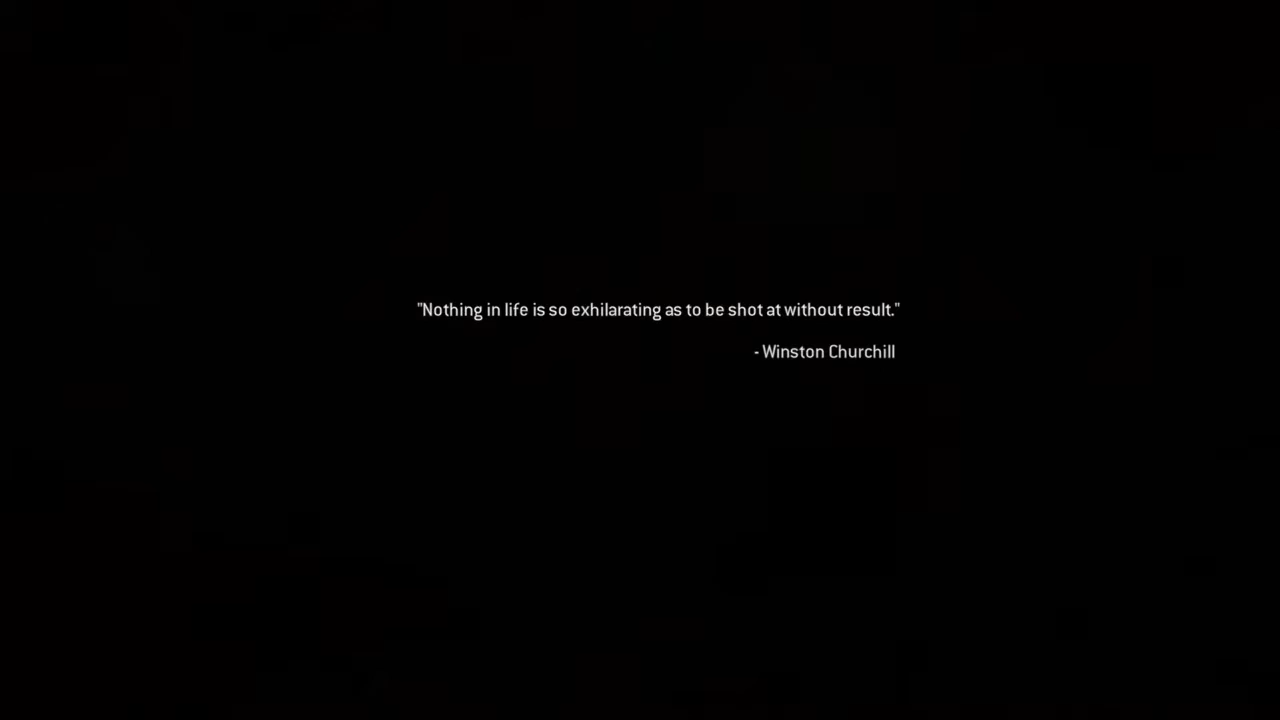 "Nothing in life is so exhilarating as to be shot at without result."
- Winston Churchill